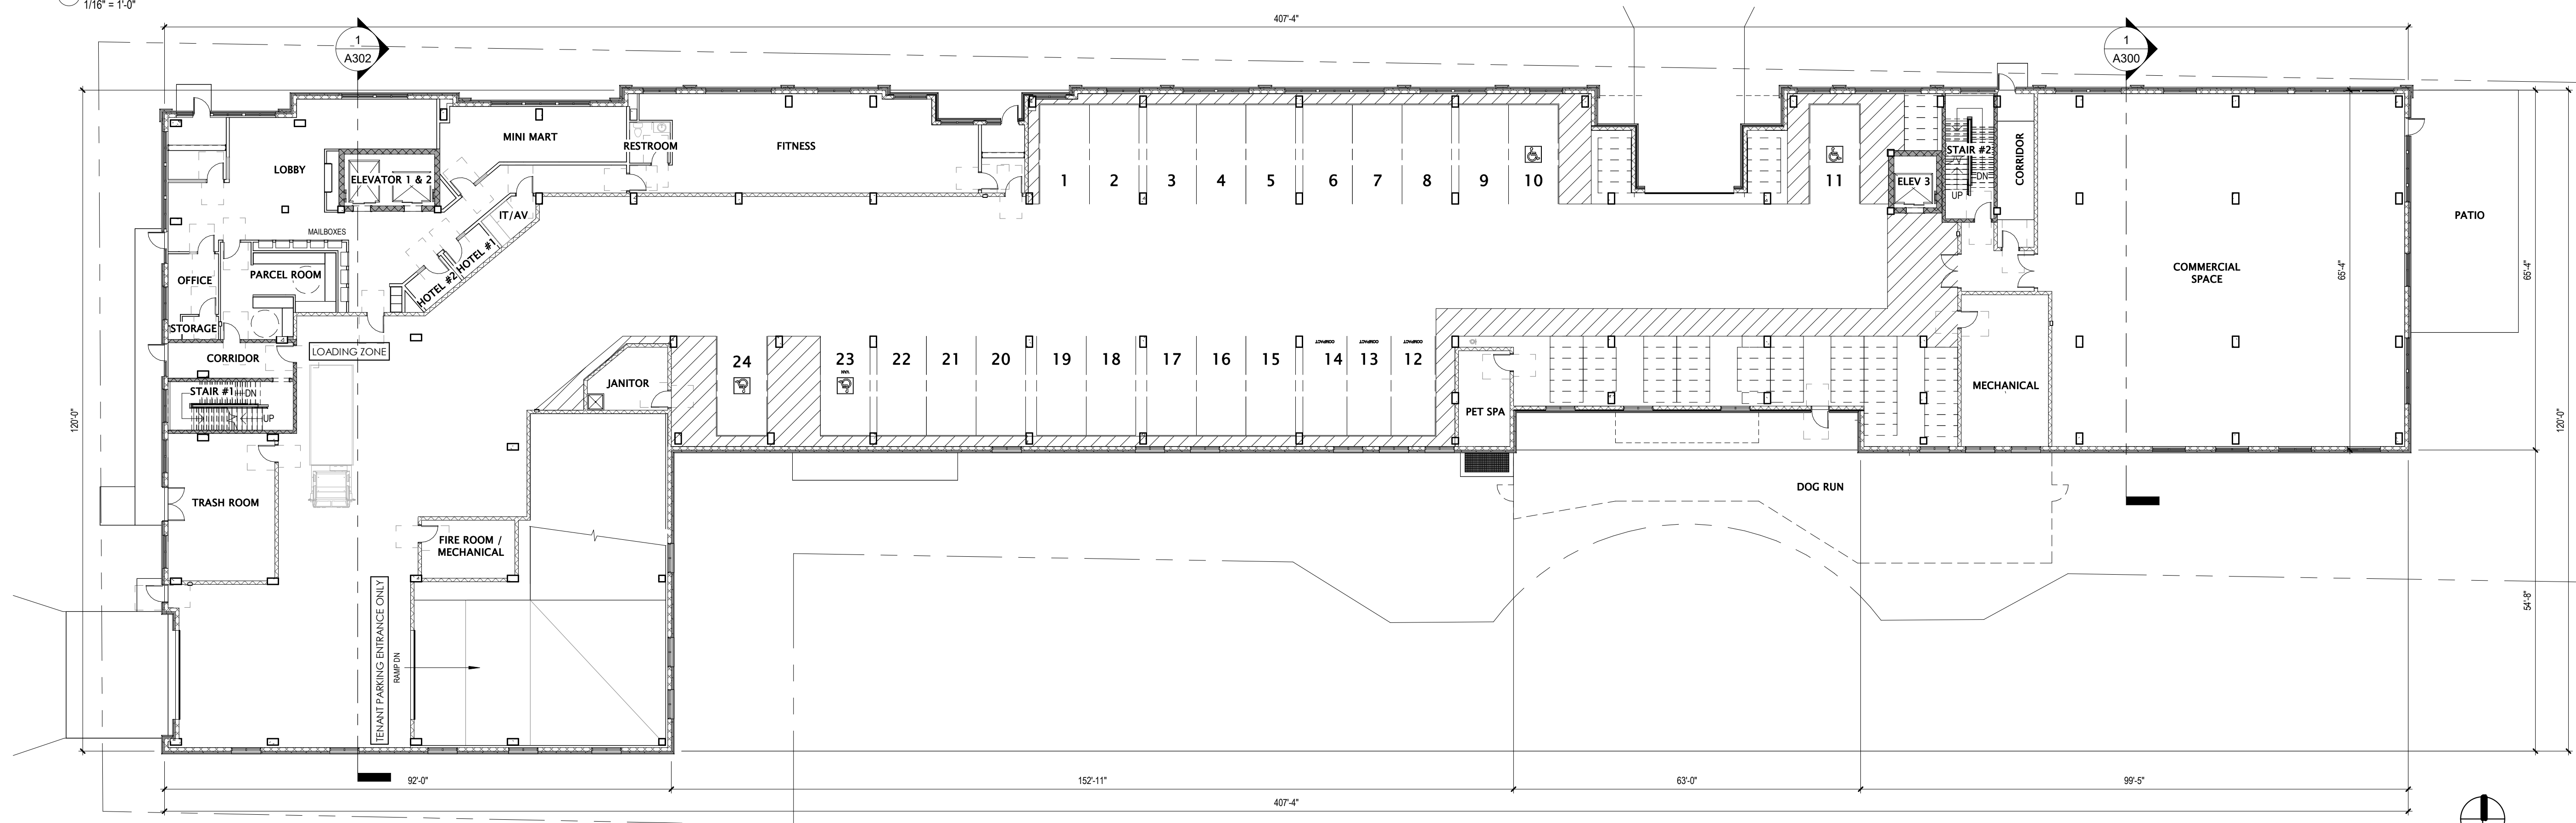 1/16" = 1'-0"
407'-4"
1
A302
1
A300
MINI MART
RESTROOM
FITNESS
LOBBY
ELEVATOR 1 & 2
1
2
3
4
5
6
7
8
9
10
11
ELEV 3
STAIR #2
DN
UP
CORRIDOR
PATIO
IT/AV
MAILBOXES
HOTEL #1
HOTEL #2
OFFICE
PARCEL ROOM
COMMERCIAL
SPACE
65'-4"
65'-4"
STORAGE
CORRIDOR
LOADING ZONE
24
23
VAN
22
21
20
19
18
17
16
15
COMPACT
14
COMPACT
13
COMPACT
12
STAIR #1
DN
UP
JANITOR
MECHANICAL
PET SPA
120'-0"
120'-0"
TRASH ROOM
DOG RUN
FIRE ROOM /
MECHANICAL
54'-8"
TENANT PARKING ENTRANCE ONLY
RAMP DN
92'-0"
152'-11"
63'-0"
99'-5"
407'-4"